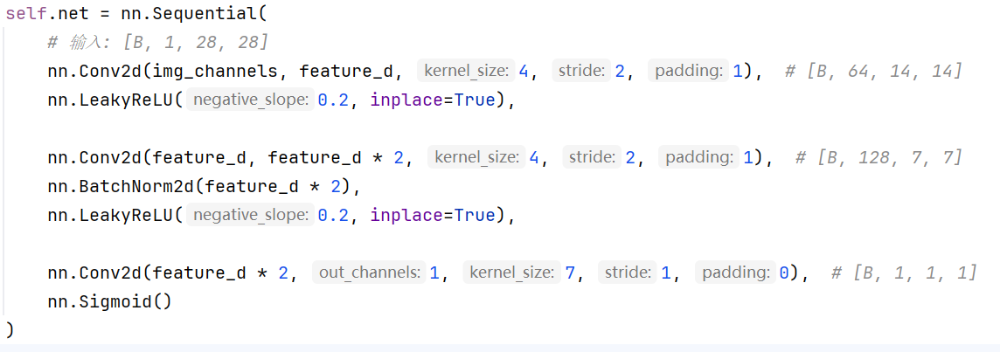 self.net = nn.Sequential(
# 输入: [B, 1, 28, 28]
nn.Conv2d(img_channels, feature_d, kernel_size: 4, stride: 2, padding: 1),  # [B, 64, 14, 14]
nn.LeakyReLU( negative_slope: 0.2, inplace=True),
nn.Conv2d(feature_d, feature_d * 2, kernel_size: 4, stride: 2, padding: 1),  # [B, 128, 7, 7]
nn.BatchNorm2d(feature_d * 2),
nn.LeakyReLU( negative_slope: 0.2, inplace=True),
nn.Conv2d(feature_d * 2, out_channels: 1, kernel_size: 7, stride: 1, padding: 0),  # [B, 1, 1, 1]
nn.Sigmoid()
)